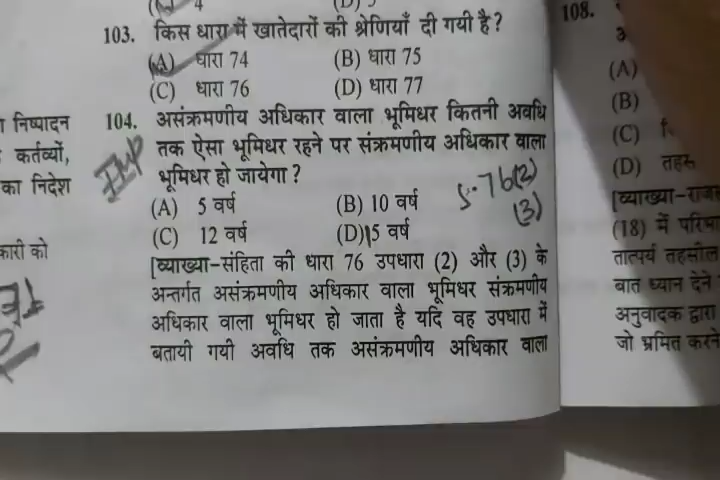 (D) 5
103. किस धारा में खातेदारों की श्रेणियाँ दी गयी है?
(A) धारा 74 (B) धारा 75
(C) धारा 76 (D) धारा 77
104. असंक्रमणीय अधिकार वाला भूमिधर कितनी अवधि
तक ऐसा भूमिधर रहने पर संक्रमणीय अधिकार वाला
भूमिधर हो जायेगा?
IMP
S. 76(2)
(3)
(A) 5 वर्ष (B) 10 वर्ष
(C) 12 वर्ष (D) 15 वर्ष
[व्याख्या–संहिता की धारा 76 उपधारा (2) और (3) के
अन्तर्गत असंक्रमणीय अधिकार वाला भूमिधर संक्रमणीय
अधिकार वाला भूमिधर हो जाता है यदि वह उपधारा में
बतायी गयी अवधि तक असंक्रमणीय अधिकार वाला
निष्पादन
कर्तव्यों,
का निदेश
कारी को
108.
(A)
(B)
(C)
(D) तहस
[व्याख्या–राज
(18) में परिभा
तात्पर्य तहसील
बात ध्यान देने
अनुवादक द्वारा
जो भ्रमित करने